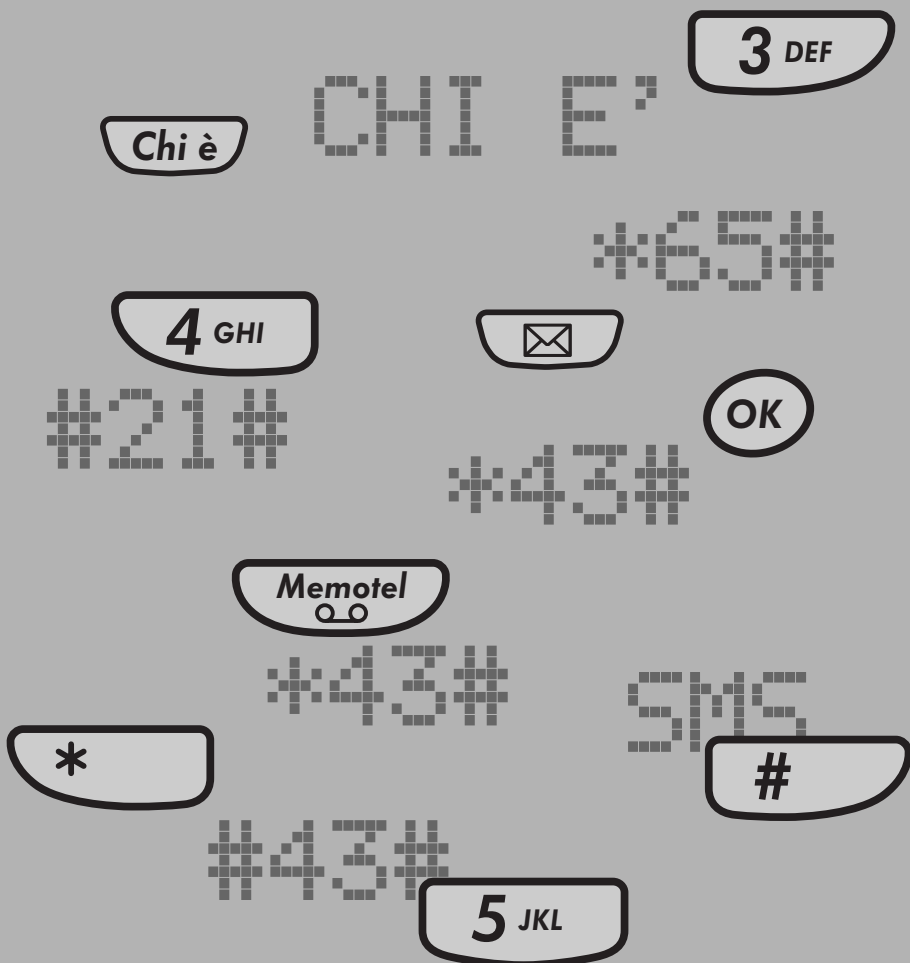 3 DEF
CHI E'
Chi è
*65#
4 GHI
#21#
OK
*43#
Memotel
*43#
SMS
*
#
#43#
5 JKL